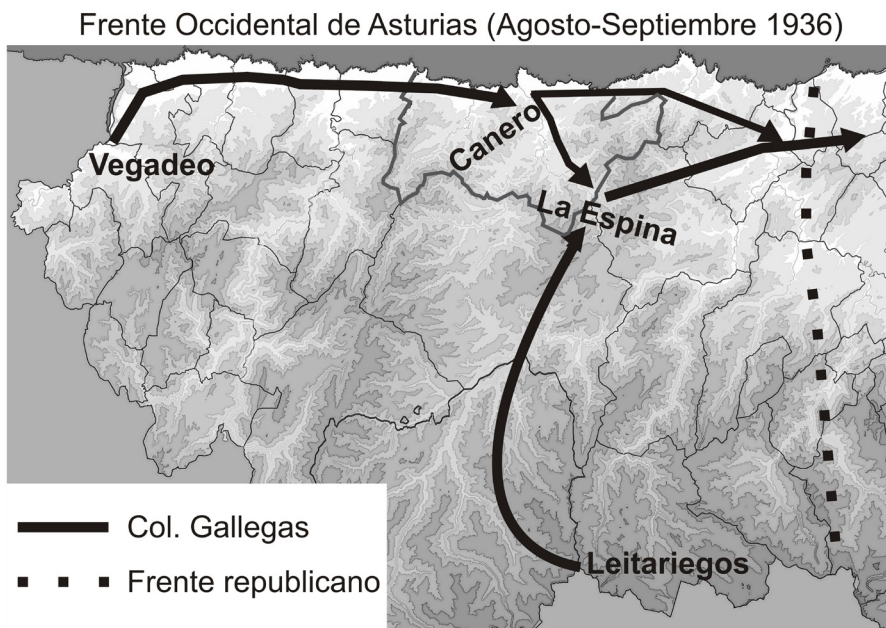 Frente Occidental de Asturias (Agosto-Septiembre 1936)
Vegadeo
Canero
La Espina
Leitariegos
Col. Gallegas
Frente republicano